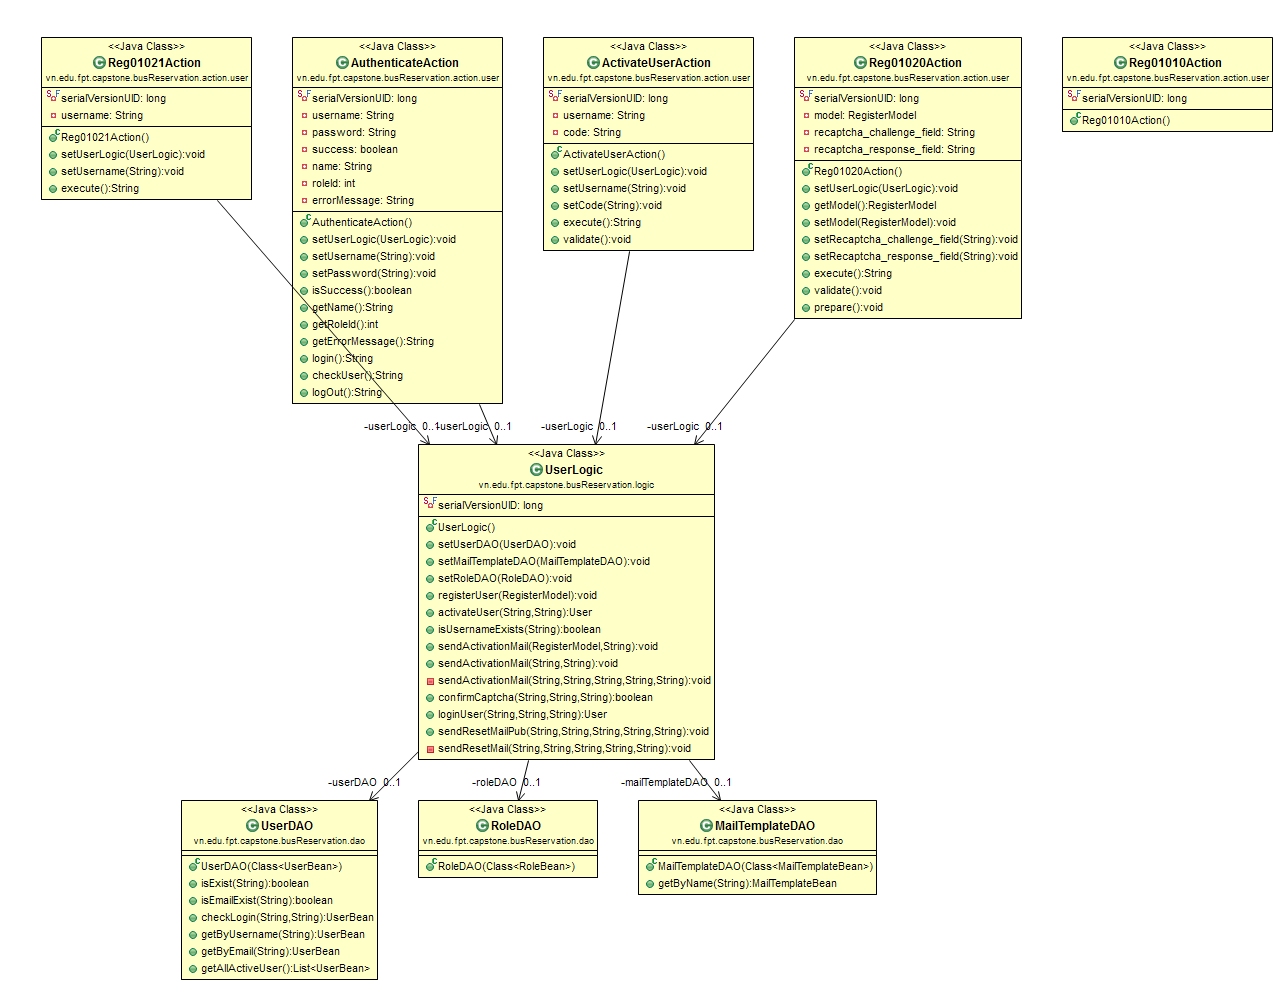 <<Java Class>>
Reg01021Action
vn.edu.fpt.capstone.busReservation.action.user
serialVersionUID: long
username: String
Reg01021Action()
setUserLogic(UserLogic):void
setUsername(String):void
execute():String
<<Java Class>>
AuthenticateAction
vn.edu.fpt.capstone.busReservation.action.user
serialVersionUID: long
username: String
password: String
success: boolean
name: String
roleId: int
errorMessage: String
AuthenticateAction()
setUserLogic(UserLogic):void
setUsername(String):void
setPassword(String):void
isSuccess():boolean
getName():String
getRoleId():int
getErrorMessage():String
login():String
checkUser():String
logOut():String
<<Java Class>>
ActivateUserAction
vn.edu.fpt.capstone.busReservation.action.user
serialVersionUID: long
username: String
code: String
ActivateUserAction()
setUserLogic(UserLogic):void
setUsername(String):void
setCode(String):void
execute():String
validate():void
<<Java Class>>
Reg01020Action
vn.edu.fpt.capstone.busReservation.action.user
serialVersionUID: long
model: RegisterModel
recaptcha_challenge_field: String
recaptcha_response_field: String
Reg01020Action()
setUserLogic(UserLogic):void
getModel():RegisterModel
setModel(RegisterModel):void
setRecaptcha_challenge_field(String):void
setRecaptcha_response_field(String):void
execute():String
validate():void
prepare():void
<<Java Class>>
Reg01010Action
vn.edu.fpt.capstone.busReservation.action.user
serialVersionUID: long
Reg01010Action()
-userLogic 0..1
-userLogic 0..1
-userLogic 0..1
-userLogic 0..1
<<Java Class>>
UserLogic
vn.edu.fpt.capstone.busReservation.logic
serialVersionUID: long
UserLogic()
setUserDAO(UserDAO):void
setMailTemplateDAO(MailTemplateDAO):void
setRoleDAO(RoleDAO):void
registerUser(RegisterModel):void
activateUser(String,String):User
isUsernameExists(String):boolean
sendActivationMail(RegisterModel,String):void
sendActivationMail(String,String):void
sendActivationMail(String,String,String,String,String):void
confirmCaptcha(String,String,String):boolean
loginUser(String,String,String):User
sendResetMailPub(String,String,String,String,String):void
sendResetMail(String,String,String,String,String):void
-userDAO 0..1
-roleDAO 0..1
-mailTemplateDAO 0..1
<<Java Class>>
UserDAO
vn.edu.fpt.capstone.busReservation.dao
UserDAO(Class<UserBean>)
isExist(String):boolean
isEmailExist(String):boolean
checkLogin(String,String):UserBean
getByUsername(String):UserBean
getByEmail(String):UserBean
getAllActiveUser():List<UserBean>
<<Java Class>>
RoleDAO
vn.edu.fpt.capstone.busReservation.dao
RoleDAO(Class<RoleBean>)
<<Java Class>>
MailTemplateDAO
vn.edu.fpt.capstone.busReservation.dao
MailTemplateDAO(Class<MailTemplateBean>)
getByName(String):MailTemplateBean